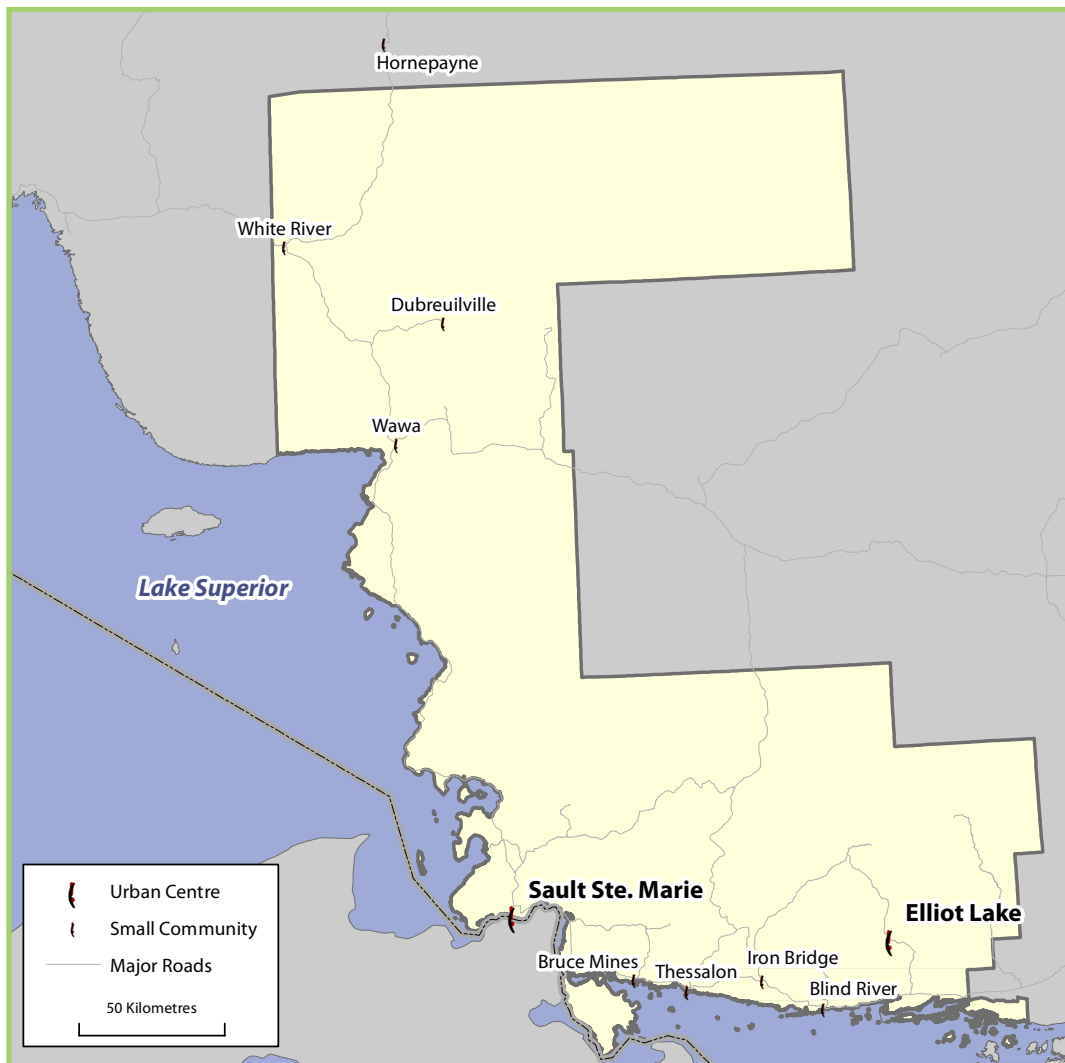 Hornepayne
White River
Dubreuilville
Wawa
Lake Superior
Sault Ste. Marie
Elliot Lake
Bruce Mines
Thessalon
Iron Bridge
Blind River
Urban Centre
Small Community
Major Roads
50 Kilometres